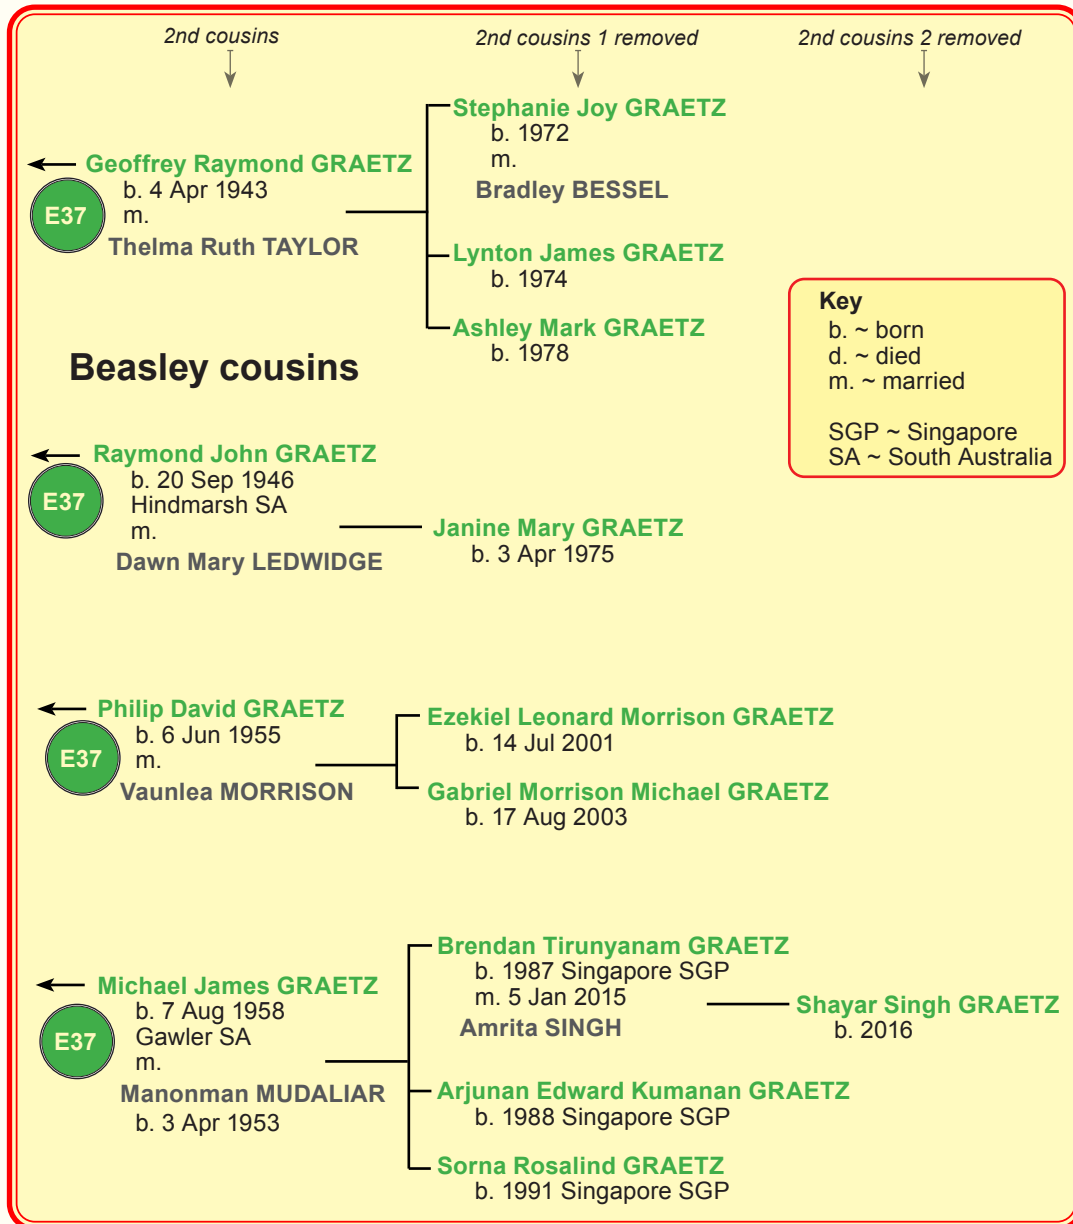 2nd cousins
2nd cousins 1 removed
2nd cousins 2 removed
Geoffrey Raymond GRAETZ
b. 4 Apr 1943
m.
Thelma Ruth TAYLOR
E37
Stephanie Joy GRAETZ
b. 1972
m.
Bradley BESSEL
Lynton James GRAETZ
b. 1974
Ashley Mark GRAETZ
b. 1978
Key
b. ~ born
d. ~ died
m. ~ married
SGP ~ Singapore
SA ~ South Australia
Beasley cousins
Raymond John GRAETZ
b. 20 Sep 1946
Hindmarsh SA
m.
Dawn Mary LEDWIDGE
E37
Janine Mary GRAETZ
b. 3 Apr 1975
Philip David GRAETZ
b. 6 Jun 1955
m.
Vaunlea MORRISON
E37
Ezekiel Leonard Morrison GRAETZ
b. 14 Jul 2001
Gabriel Morrison Michael GRAETZ
b. 17 Aug 2003
Michael James GRAETZ
b. 7 Aug 1958
Gawler SA
m.
Manonman MUDALIAR
b. 3 Apr 1953
E37
Brendan Tirunyanam GRAETZ
b. 1987 Singapore SGP
m. 5 Jan 2015
Amrita SINGH
Shayar Singh GRAETZ
b. 2016
Arjunan Edward Kumanan GRAETZ
b. 1988 Singapore SGP
Sorna Rosalind GRAETZ
b. 1991 Singapore SGP